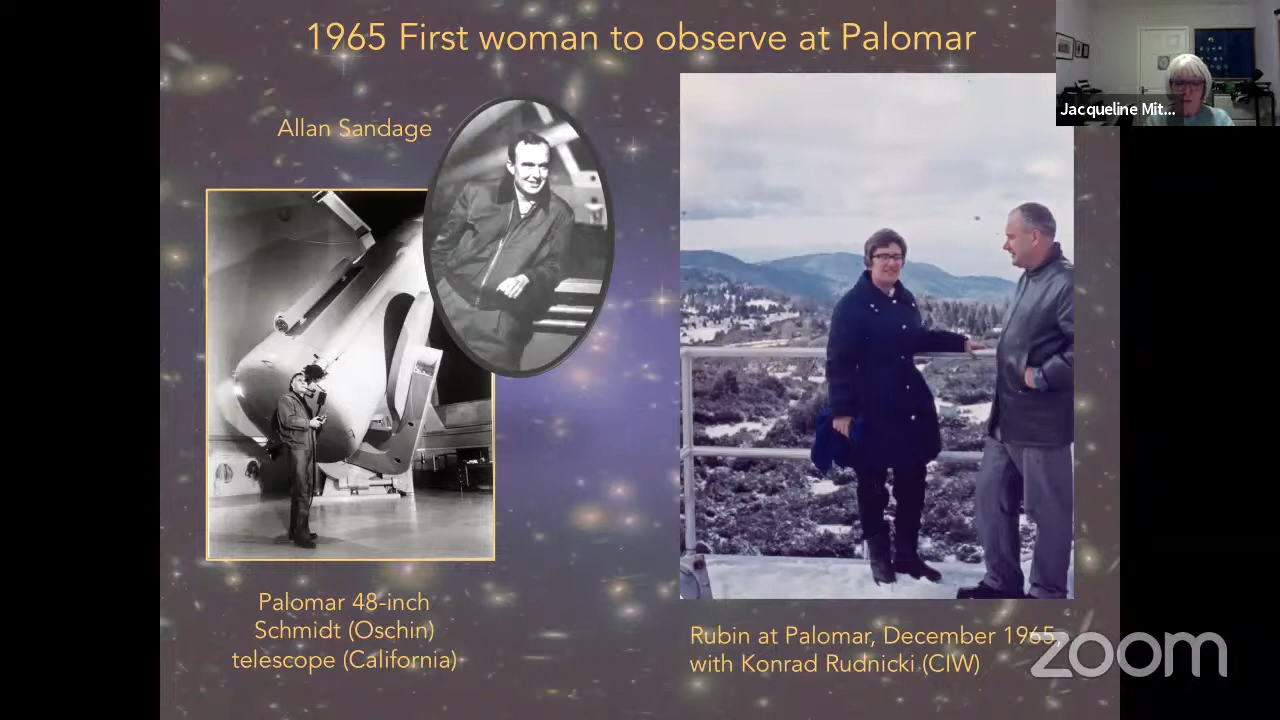 1965 First woman to observe at Palomar
Jacqueline Mit...
Allan Sandage
Palomar 48-inch
Schmidt (Oschin)
telescope (California)
Rubin at Palomar, December 1965,
with Konrad Rudnicki (CIW)
zoom